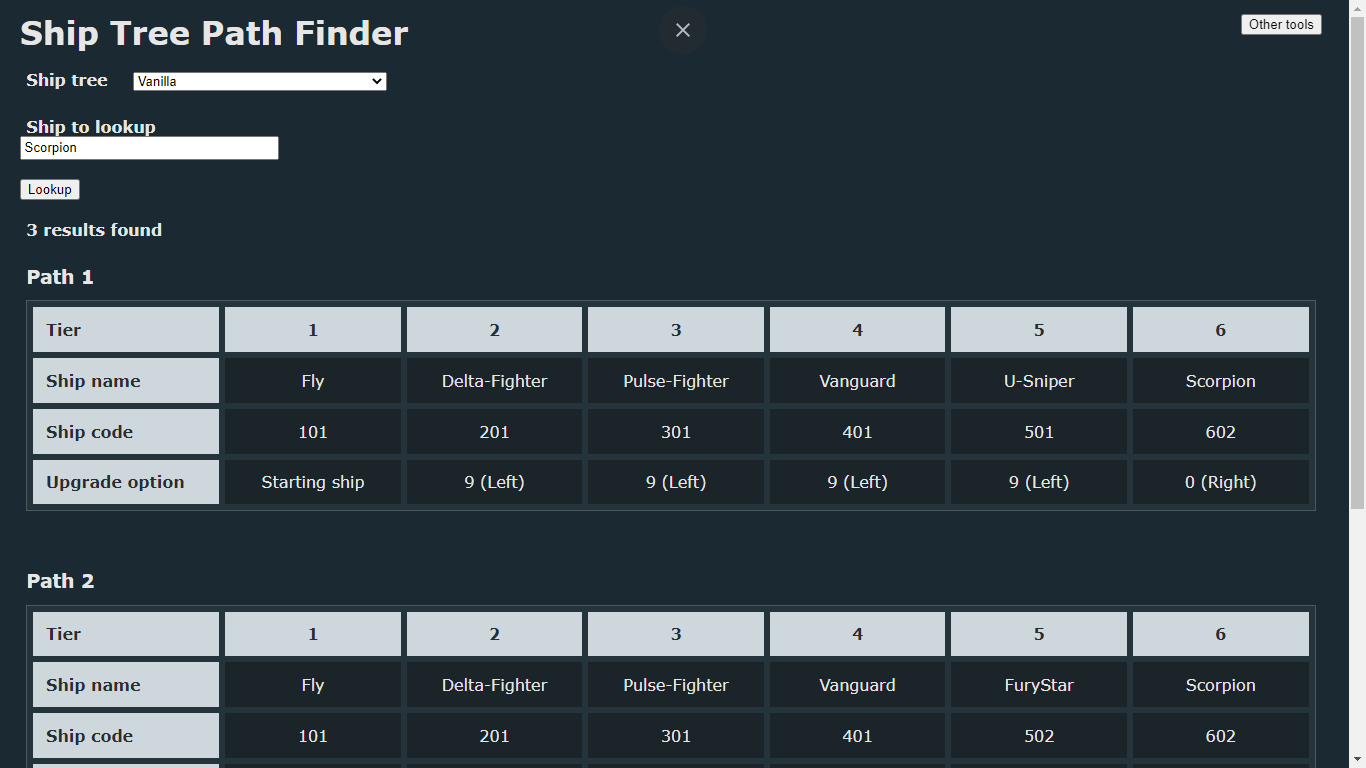 Ship Tree Path Finder
Other tools
Ship tree Vanilla
Ship to lookup
Scorpion
Lookup
3 results found
Path 1
Tier 1 2 3 4 5 6
Ship name Fly Delta-Fighter Pulse-Fighter Vanguard U-Sniper Scorpion
Ship code 101 201 301 401 501 602
Upgrade option Starting ship 9 (Left) 9 (Left) 9 (Left) 9 (Left) 0 (Right)
Path 2
Tier 1 2 3 4 5 6
Ship name Fly Delta-Fighter Pulse-Fighter Vanguard FuryStar Scorpion
Ship code 101 201 301 401 502 602